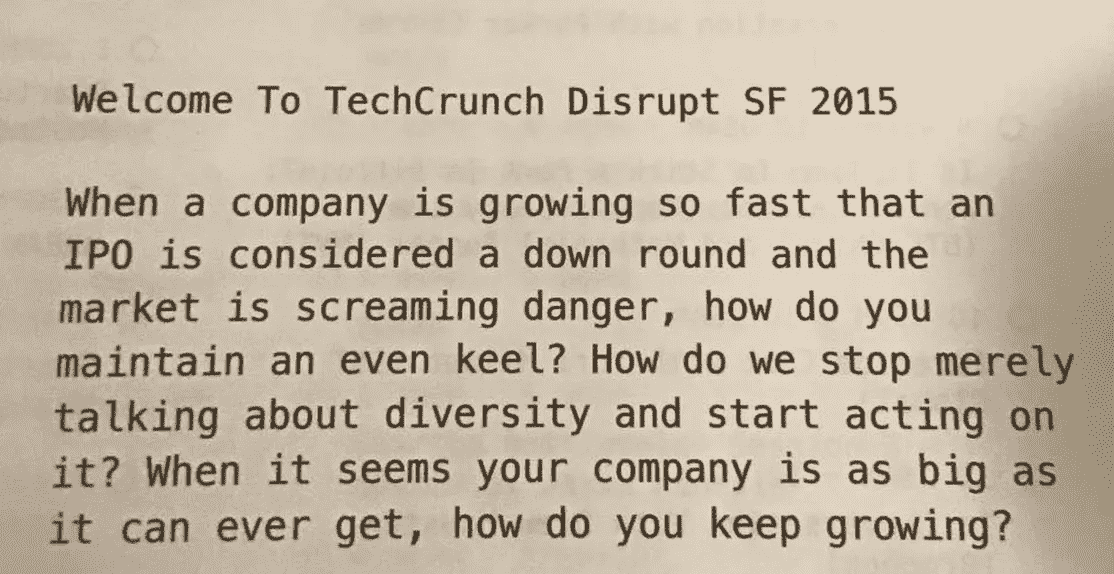 Welcome To TechCrunch Disrupt SF 2015
When a company is growing so fast that an
IPO is considered a down round and the
market is screaming danger, how do you
maintain an even keel? How do we stop merely
talking about diversity and start acting on
it? When it seems your company is as big as
it can ever get, how do you keep growing?